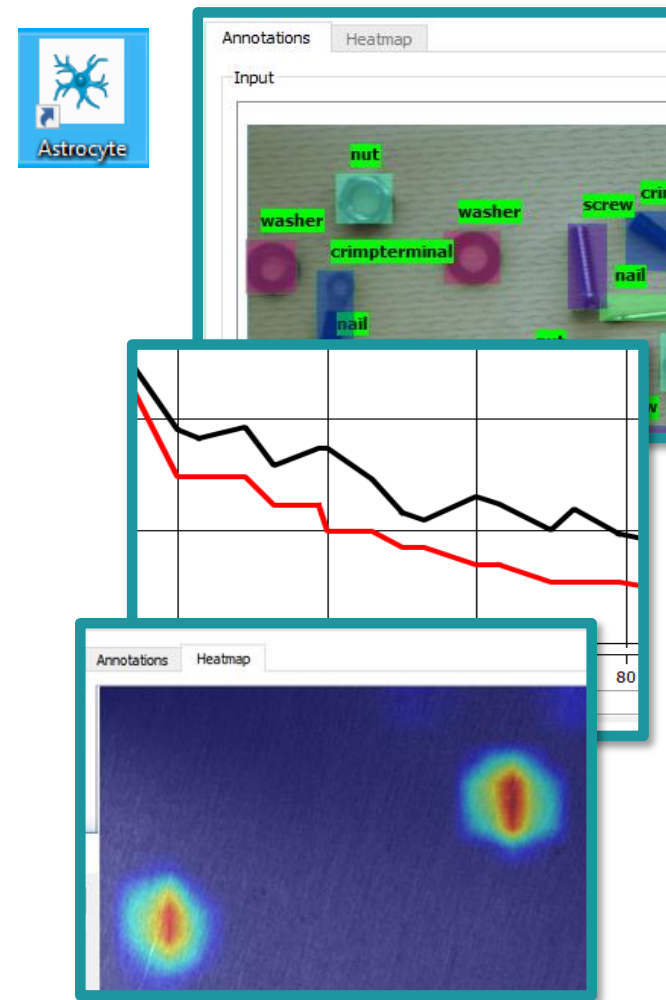 Astrocyte
Annotations Heatmap
Input
nut
washer
washer
screw
crimpterminal
nail
nail
80
Annotations Heatmap